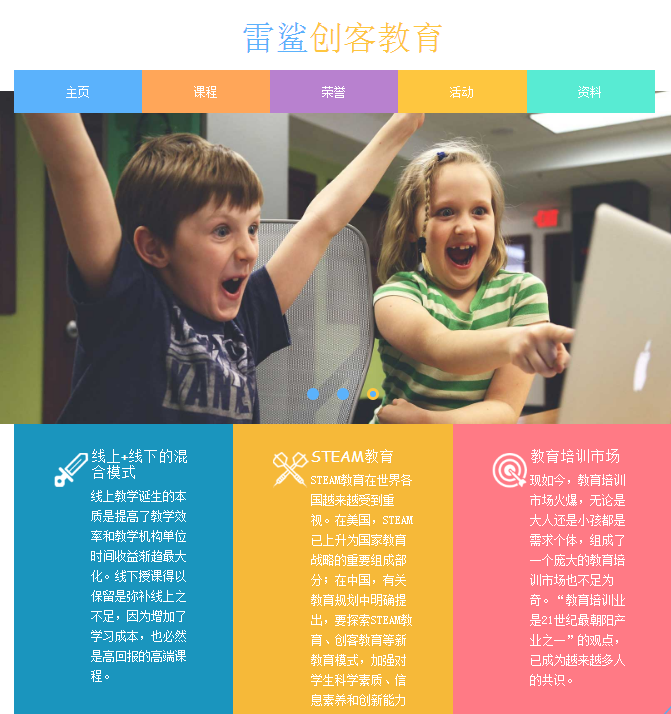 雷鲨创客教育
主页 课程 荣誉 活动 资料
YANKEE
线上+线下的混
合模式
线上教学诞生的本
质是提高了教学效
率和教学机构单位
时间收益渐趋最大
化。线下授课得以
保留是弥补线上之
不足，因为增加了
学习成本，也必然
是高回报的高端课
程。
STEAM教育
STEAM教育在世界各
国越来越受到重
视。在美国，STEAM
已上升为国家教育
战略的重要组成部
分；在中国，有关
教育规划中明确提
出，要探索STEAM教
育、创客教育等新
教育模式，加强对
学生科学素质、信
息素养和创新能力
教育培训市场
现如今，教育培训
市场火爆，无论是
大人还是小孩都是
需求个体，组成了
一个庞大的教育培
训市场也不足为
奇。“教育培训业
是21世纪最朝阳产
业之一”的观点，
已成为越来越多人
的共识。